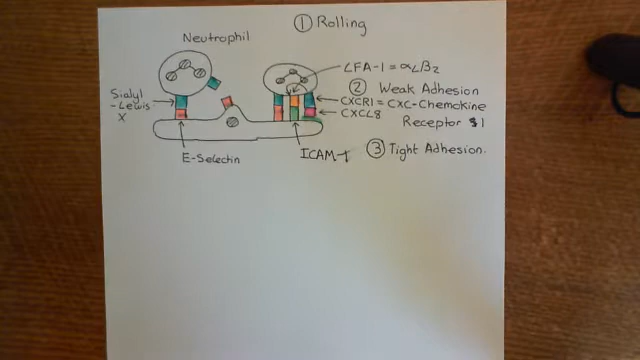 ① Rolling
Neutrophil
LFA-1 = αLβ2
② Weak Adhesion
Sialyl
-Lewis
X
CXCR1 = CXC-Chemokine
Receptor 1
CXCL8
E-Selectin
ICAM-1
③ Tight Adhesion.